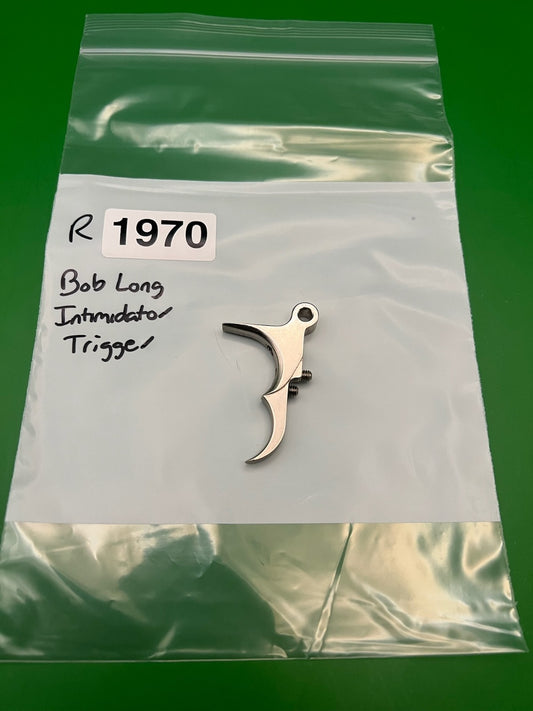 R 1970
Bob Long
Intimidator
Trigger